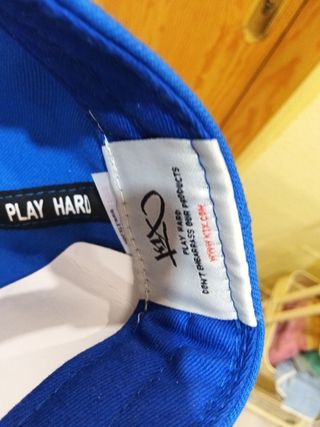 PLAY HARD
K1X
PLAY HARD
DON'T EMBARRASS OUR PRODUCTS
WWW.K1X.COM